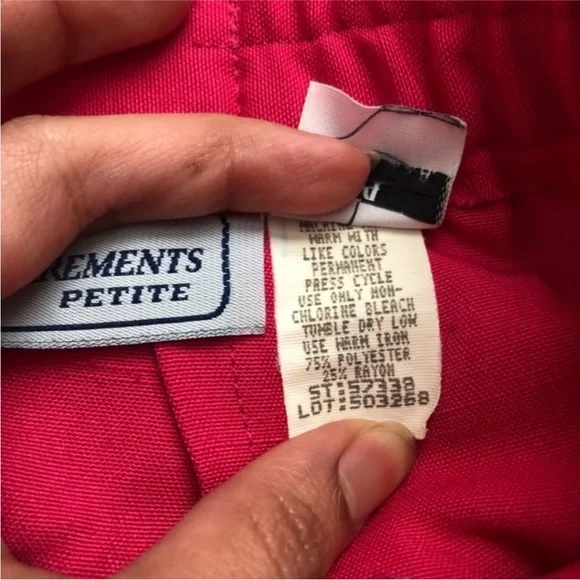 REMENTS
PETITE
WARM WITH
LIKE COLORS
PERMANENT
PRESS CYCLE
USE ONLY NON-
CHLORINE BLEACH
TUMBLE DRY LOW
USE WARM IRON
75% POLYESTER
25% RAYON
ST:57338
LOT:5D3268